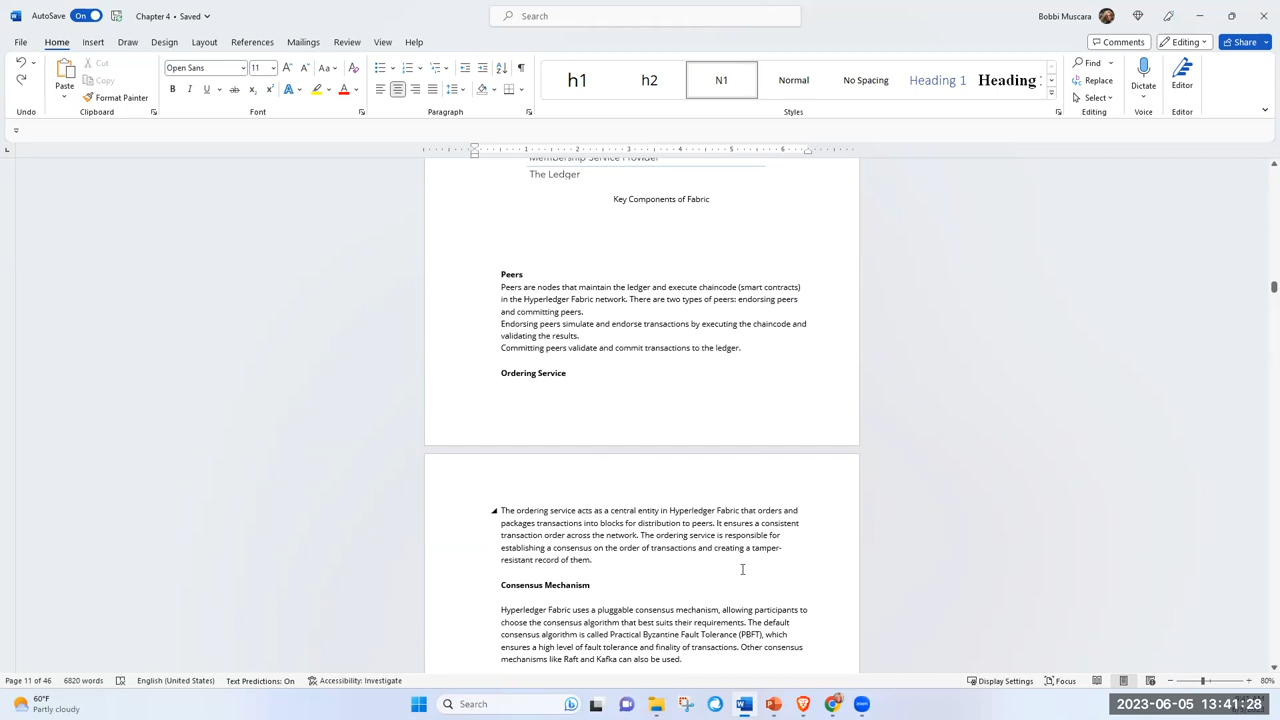 AutoSave On Chapter 4 • Saved Search Bobbi Muscara
File Home Insert Draw Design Layout References Mailings Review View Help Comments Editing Share
Cut
Copy
Format Painter
Paste
Open Sans 11
h1 h2 N1 Normal No Spacing Heading 1 Heading
Find
Replace
Select
Dictate Editor
Undo Clipboard Font Paragraph Styles Editing Voice Editor
1 2 3 4 5 6
Membership Service Provider
The Ledger
Key Components of Fabric
Peers
Peers are nodes that maintain the ledger and execute chaincode (smart contracts)
in the Hyperledger Fabric network. There are two types of peers: endorsing peers
and committing peers.
Endorsing peers simulate and endorse transactions by executing the chaincode and
validating the results.
Committing peers validate and commit transactions to the ledger.
Ordering Service
The ordering service acts as a central entity in Hyperledger Fabric that orders and
packages transactions into blocks for distribution to peers. It ensures a consistent
transaction order across the network. The ordering service is responsible for
establishing a consensus on the order of transactions and creating a tamper-
resistant record of them.
Consensus Mechanism
Hyperledger Fabric uses a pluggable consensus mechanism, allowing participants to
choose the consensus algorithm that best suits their requirements. The default
consensus algorithm is called Practical Byzantine Fault Tolerance (PBFT), which
ensures a high level of fault tolerance and finality of transactions. Other consensus
mechanisms like Raft and Kafka can also be used.
Page 11 of 46 6820 words English (United States) Text Predictions: On Accessibility: Investigate Display Settings Focus 80%
60°F
Partly cloudy
Search
2023-06-05 13:41:28